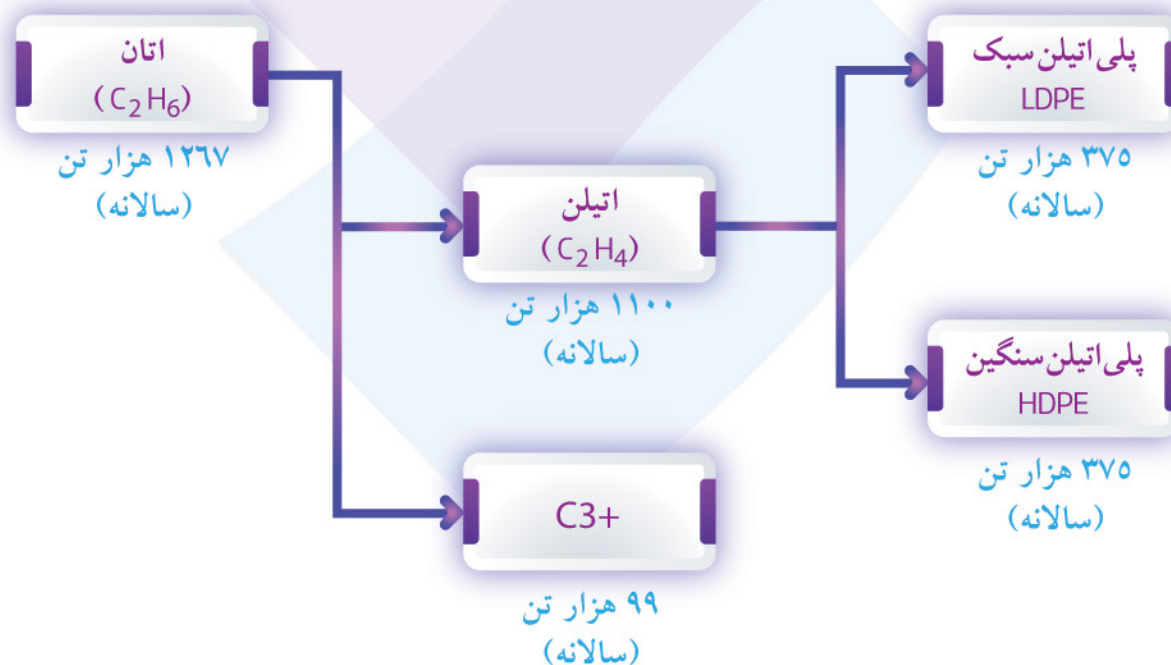 اتان
(C₂H₆)
۱۲۶۷ هزار تن
(سالانه)
اتیلن
(C₂H₄)
۱۱۰۰ هزار تن
(سالانه)
C3+
۹۹ هزار تن
(سالانه)
پلی اتیلن سبک
LDPE
۳۷۵ هزار تن
(سالانه)
پلی اتیلن سنگین
HDPE
۳۷۵ هزار تن
(سالانه)